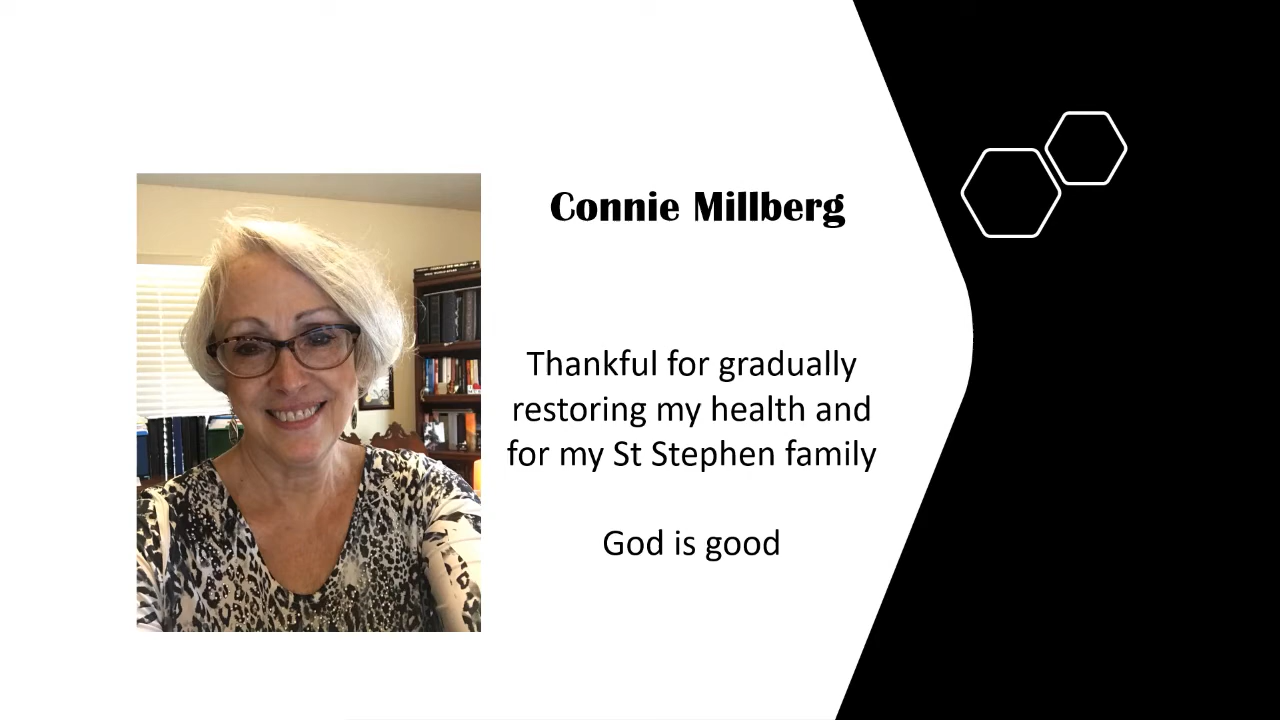 Connie Millberg
Thankful for gradually
restoring my health and
for my St Stephen family
God is good